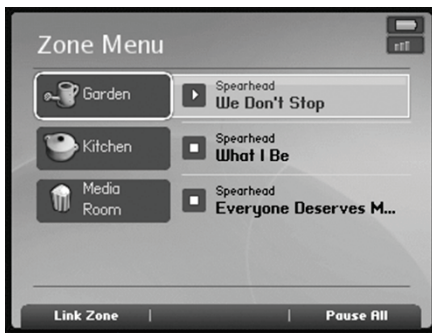 Zone Menu
Garden
Spearhead
We Don't Stop
Kitchen
Spearhead
What I Be
Media
Room
Spearhead
Everyone Deserves M...
Link Zone
Pause All